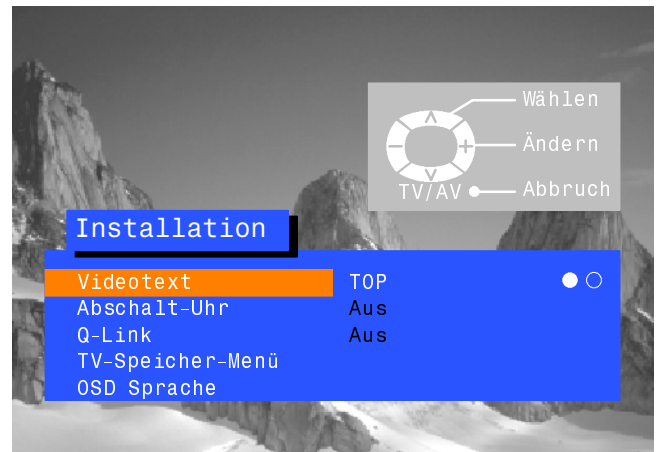 Wählen
Ändern
TV/AV Abbruch
Installation
Videotext TOP
Abschalt-Uhr Aus
Q-Link Aus
TV-Speicher-Menü
OSD Sprache